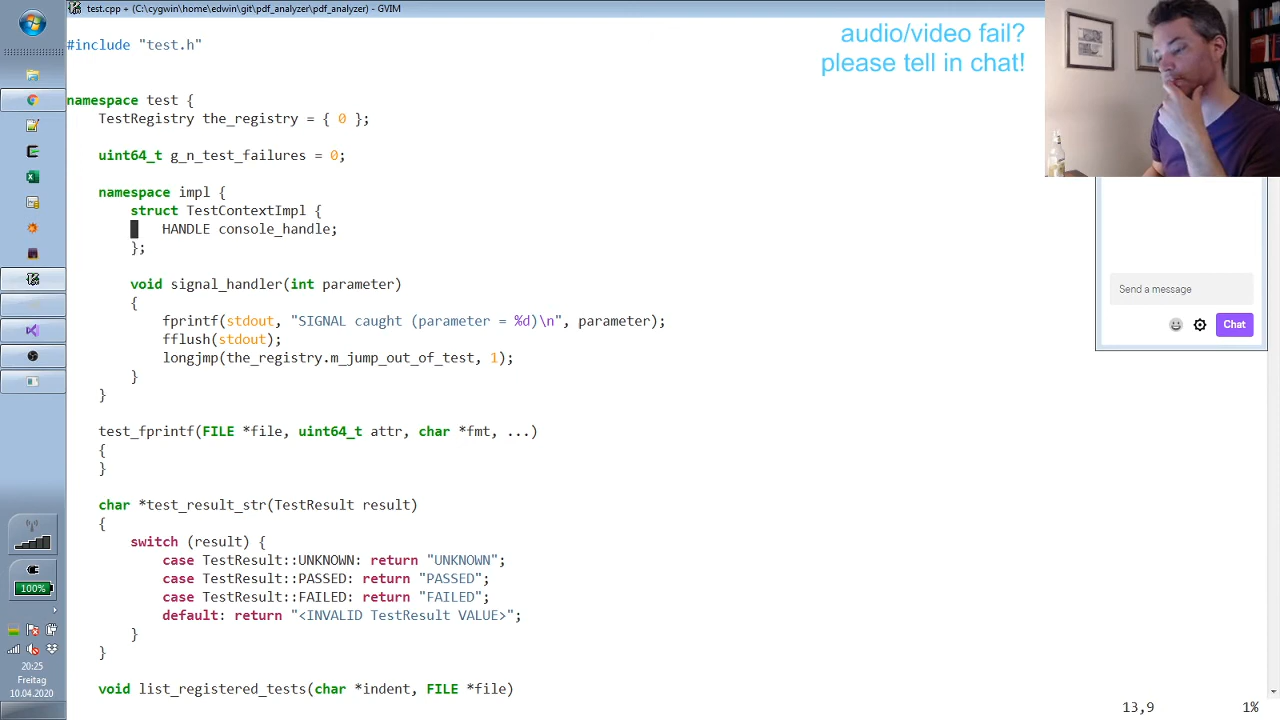 test.cpp + (C:\cygwin\home\edwin\git\pdf_analyzer\pdf_analyzer) - GVIM
audio/video fail?
please tell in chat!
#include "test.h"
namespace test {
TestRegistry the_registry = { 0 };
uint64_t g_n_test_failures = 0;
namespace impl {
struct TestContextImpl {
HANDLE console_handle;
};
void signal_handler(int parameter)
{
fprintf(stdout, "SIGNAL caught (parameter = %d)\n", parameter);
fflush(stdout);
longjmp(the_registry.m_jump_out_of_test, 1);
}
}
test_fprintf(FILE *file, uint64_t attr, char *fmt, ...)
{
}
char *test_result_str(TestResult result)
{
switch (result) {
case TestResult::UNKNOWN: return "UNKNOWN";
case TestResult::PASSED: return "PASSED";
case TestResult::FAILED: return "FAILED";
default: return "<INVALID TestResult VALUE>";
}
}
void list_registered_tests(char *indent, FILE *file)
13,9 1%
Send a message
Chat
100%
20:25
Freitag
10.04.2020